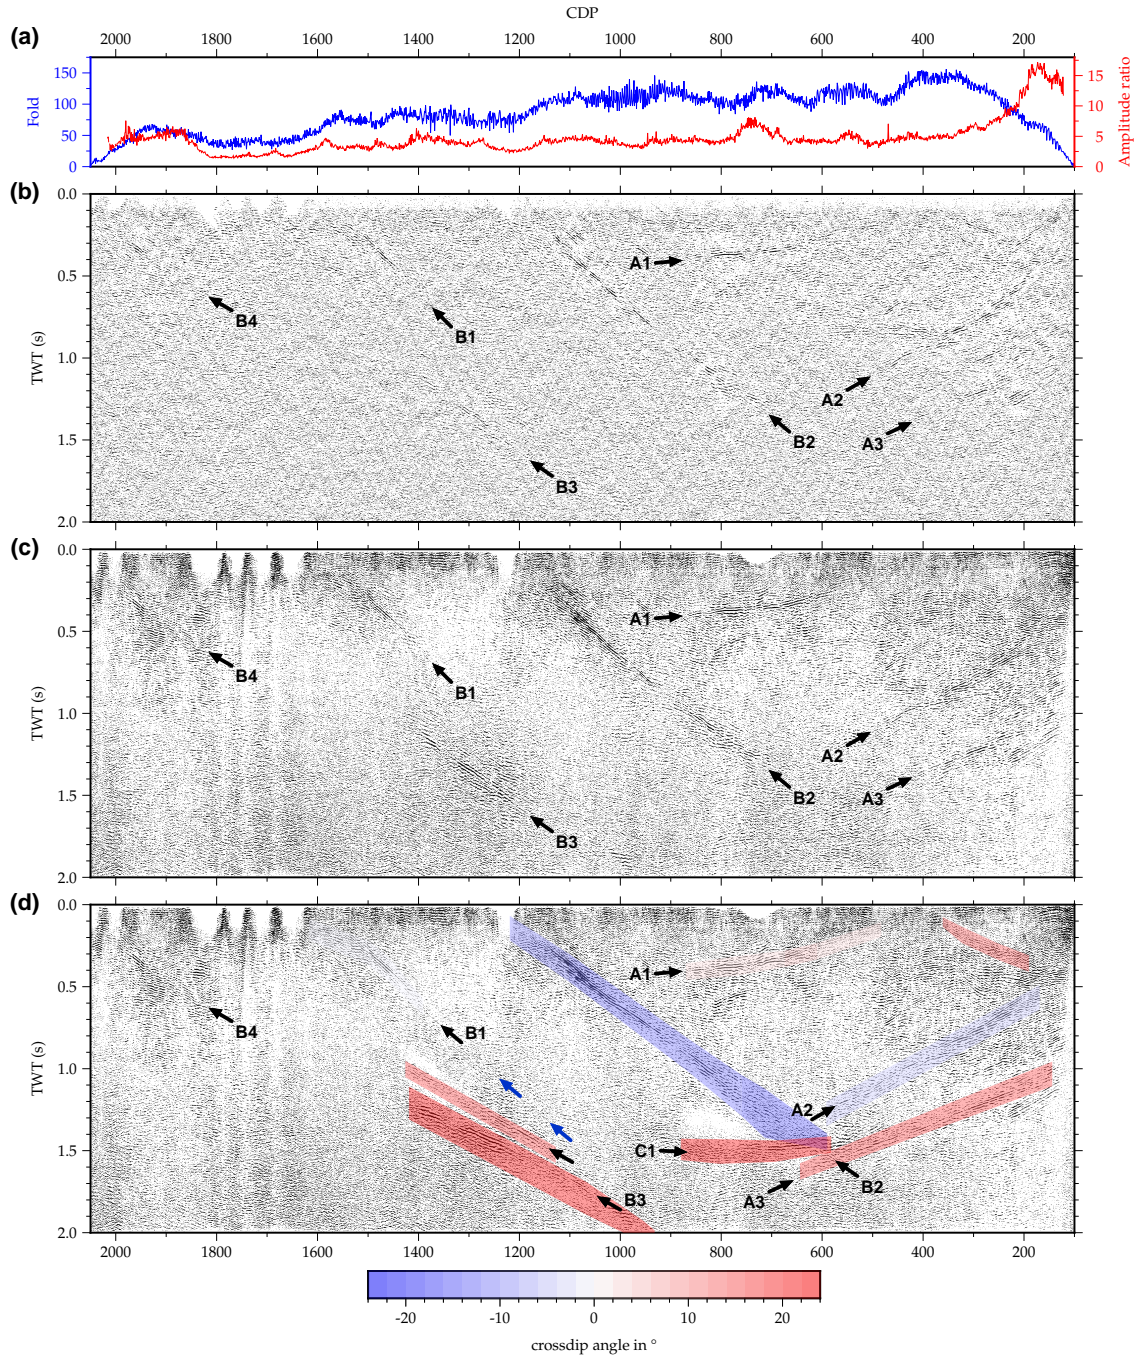 CDP
(a)
2000 1800 1600 1400 1200 1000 800 600 400 200
150
100
50
0
Fold
15
10
5
0
Amplitude ratio
(b)
0.0
0.5
1.0
1.5
2.0
TWT (s)
A1
B4
B1
A2
B2
A3
B3
(c)
0.0
0.5
1.0
1.5
2.0
TWT (s)
A1
B4
B1
A2
B2
A3
B3
(d)
0.0
0.5
1.0
1.5
2.0
TWT (s)
A1
B4
B1
A2
C1
B2
A3
B3
2000 1800 1600 1400 1200 1000 800 600 400 200
-20 -10 0 10 20
crossdip angle in °